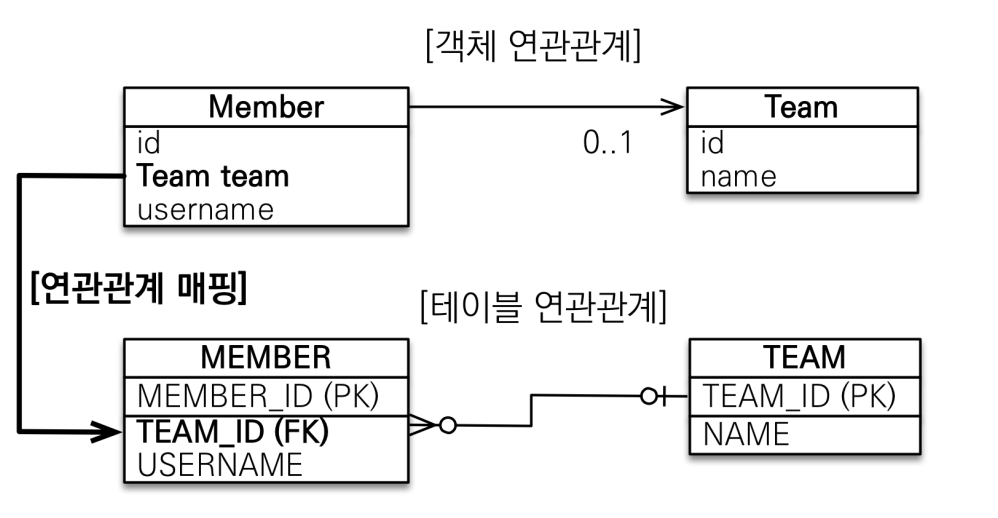 [객체 연관관계]
Member
id
Team team
username
0..1
Team
id
name
[연관관계 매핑]
[테이블 연관관계]
MEMBER
MEMBER_ID (PK)
TEAM_ID (FK)
USERNAME
TEAM
TEAM_ID (PK)
NAME